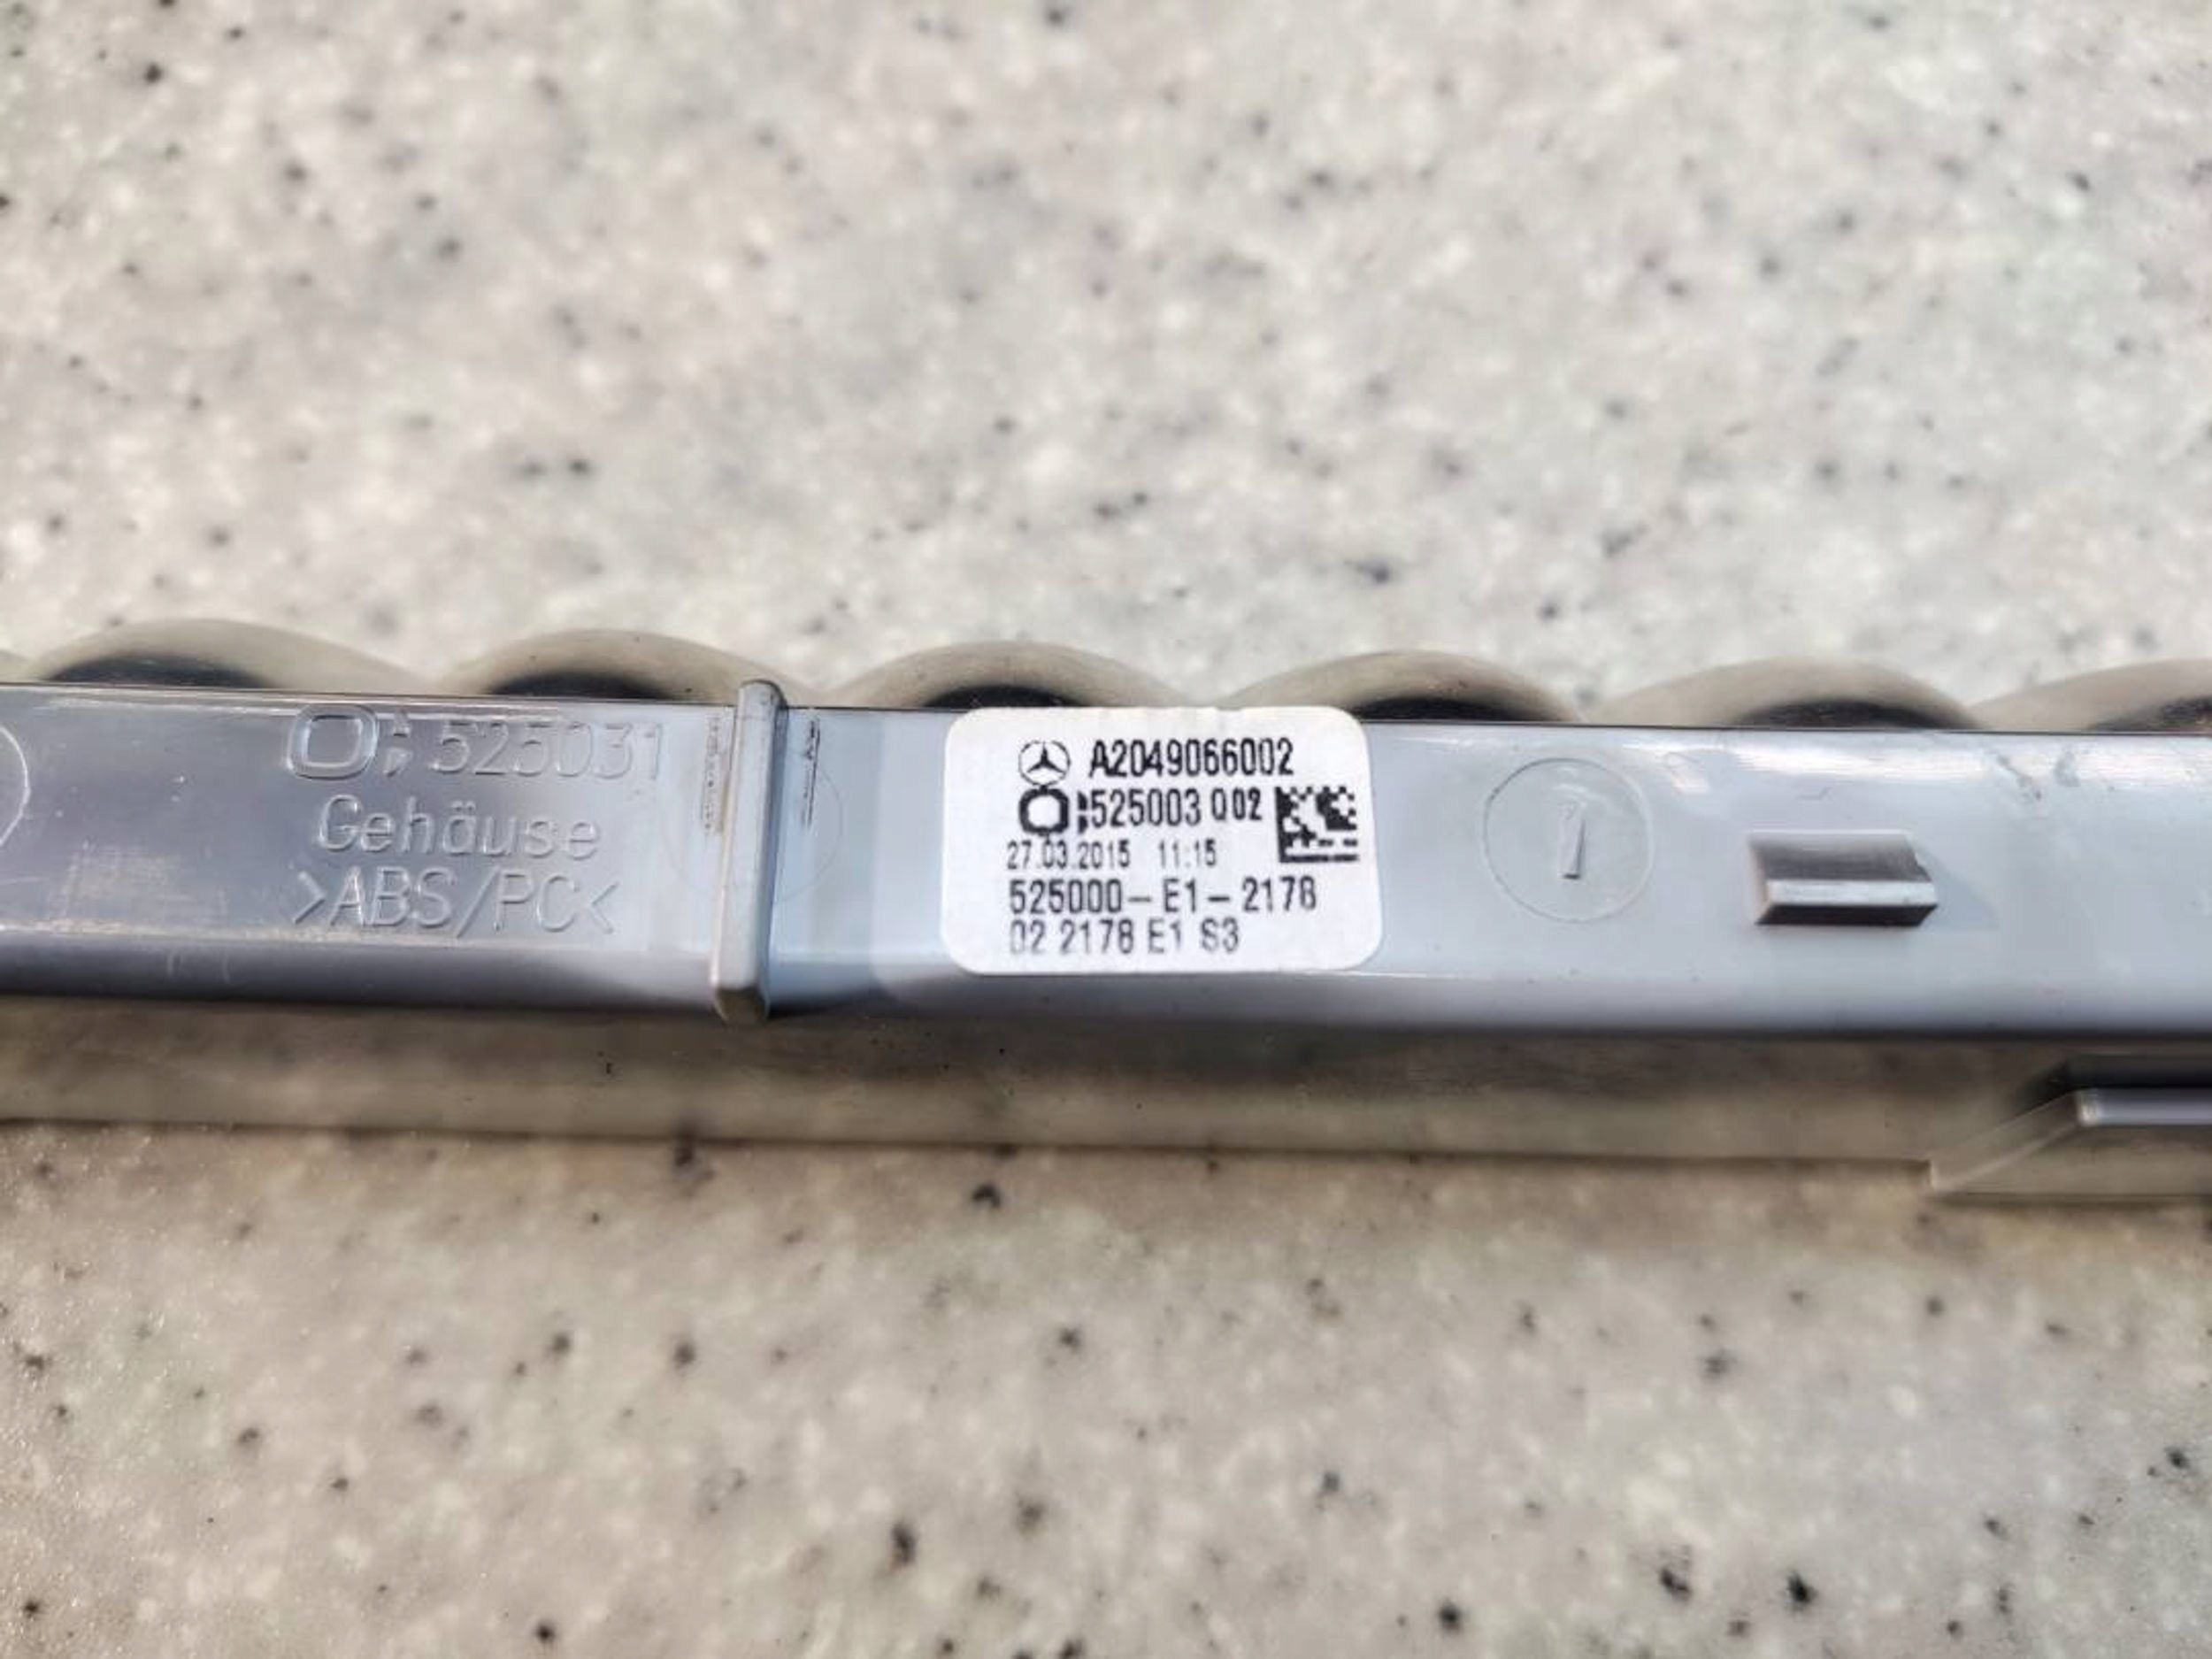 525031
Gehäuse
>ABS/PC<
A2049066002
525003 Q02
27.03.2015 11:15
525000-E1-2178
02 2178 E1 S3
1